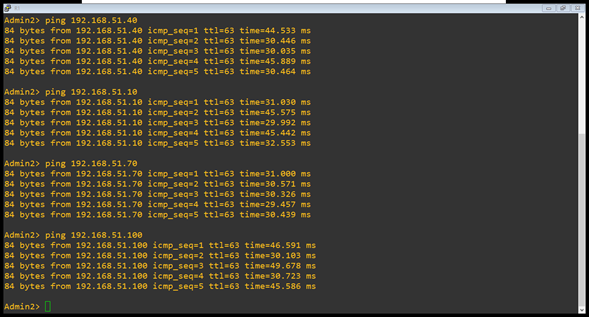 Admin2> ping 192.168.51.40
84 bytes from 192.168.51.40 icmp_seq=1 ttl=63 time=44.533 ms
84 bytes from 192.168.51.40 icmp_seq=2 ttl=63 time=30.446 ms
84 bytes from 192.168.51.40 icmp_seq=3 ttl=63 time=30.035 ms
84 bytes from 192.168.51.40 icmp_seq=4 ttl=63 time=45.889 ms
84 bytes from 192.168.51.40 icmp_seq=5 ttl=63 time=30.464 ms
Admin2> ping 192.168.51.10
84 bytes from 192.168.51.10 icmp_seq=1 ttl=63 time=31.030 ms
84 bytes from 192.168.51.10 icmp_seq=2 ttl=63 time=45.575 ms
84 bytes from 192.168.51.10 icmp_seq=3 ttl=63 time=29.992 ms
84 bytes from 192.168.51.10 icmp_seq=4 ttl=63 time=45.442 ms
84 bytes from 192.168.51.10 icmp_seq=5 ttl=63 time=32.553 ms
Admin2> ping 192.168.51.70
84 bytes from 192.168.51.70 icmp_seq=1 ttl=63 time=31.000 ms
84 bytes from 192.168.51.70 icmp_seq=2 ttl=63 time=30.571 ms
84 bytes from 192.168.51.70 icmp_seq=3 ttl=63 time=30.326 ms
84 bytes from 192.168.51.70 icmp_seq=4 ttl=63 time=29.457 ms
84 bytes from 192.168.51.70 icmp_seq=5 ttl=63 time=30.439 ms
Admin2> ping 192.168.51.100
84 bytes from 192.168.51.100 icmp_seq=1 ttl=63 time=46.591 ms
84 bytes from 192.168.51.100 icmp_seq=2 ttl=63 time=30.103 ms
84 bytes from 192.168.51.100 icmp_seq=3 ttl=63 time=49.678 ms
84 bytes from 192.168.51.100 icmp_seq=4 ttl=63 time=30.723 ms
84 bytes from 192.168.51.100 icmp_seq=5 ttl=63 time=45.586 ms
Admin2>